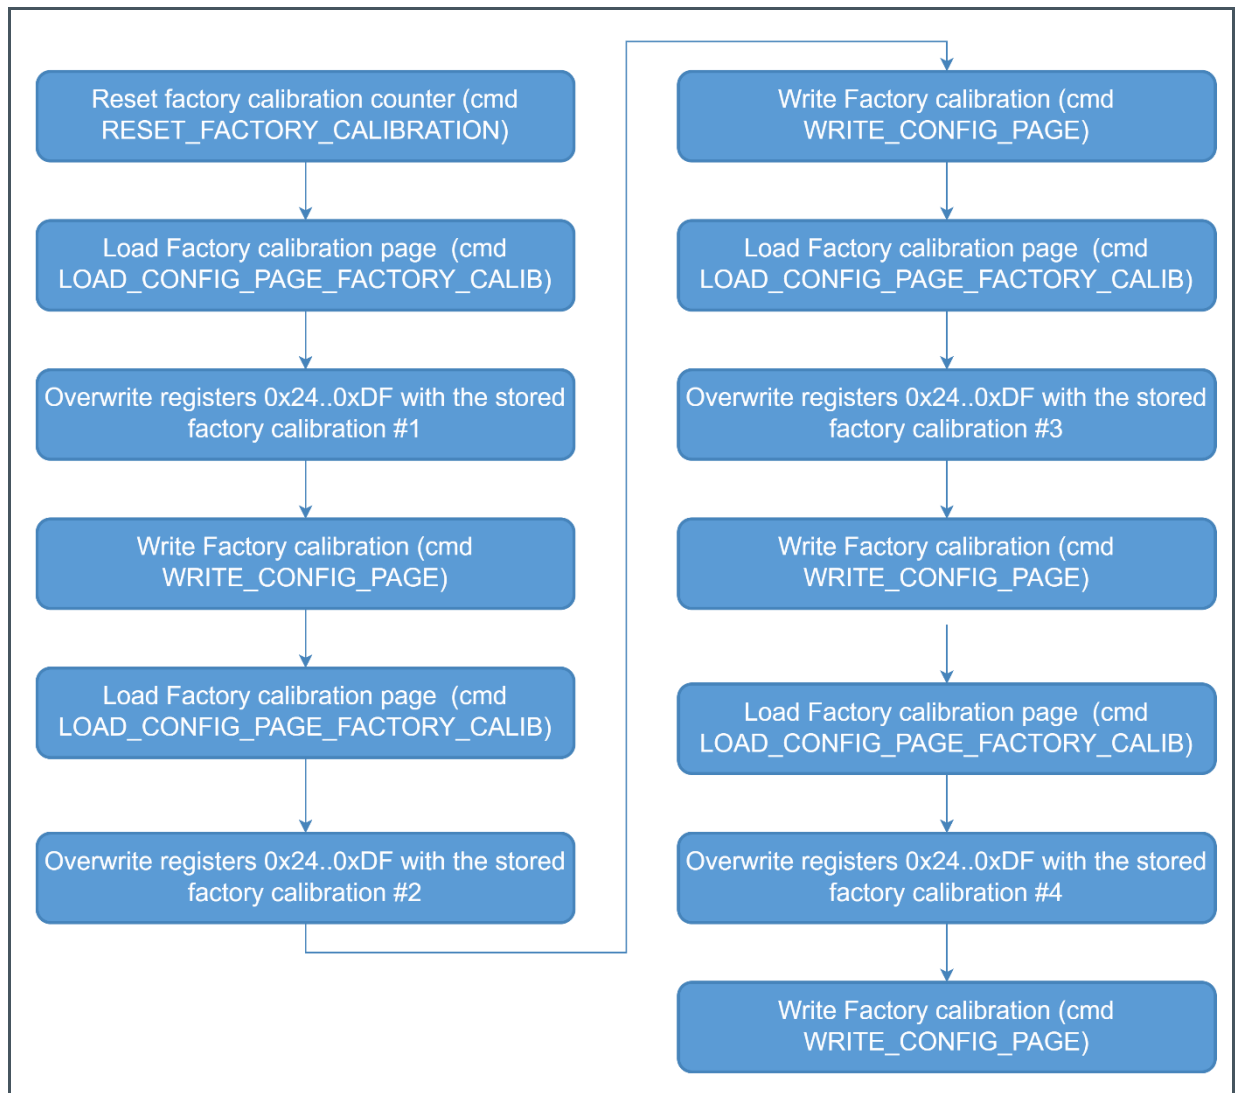 Reset factory calibration counter (cmd
RESET_FACTORY_CALIBRATION)
Load Factory calibration page  (cmd
LOAD_CONFIG_PAGE_FACTORY_CALIB)
Overwrite registers 0x24..0xDF with the stored
factory calibration #1
Write Factory calibration (cmd
WRITE_CONFIG_PAGE)
Load Factory calibration page  (cmd
LOAD_CONFIG_PAGE_FACTORY_CALIB)
Overwrite registers 0x24..0xDF with the stored
factory calibration #2
Write Factory calibration (cmd
WRITE_CONFIG_PAGE)
Load Factory calibration page  (cmd
LOAD_CONFIG_PAGE_FACTORY_CALIB)
Overwrite registers 0x24..0xDF with the stored
factory calibration #3
Write Factory calibration (cmd
WRITE_CONFIG_PAGE)
Load Factory calibration page  (cmd
LOAD_CONFIG_PAGE_FACTORY_CALIB)
Overwrite registers 0x24..0xDF with the stored
factory calibration #4
Write Factory calibration (cmd
WRITE_CONFIG_PAGE)